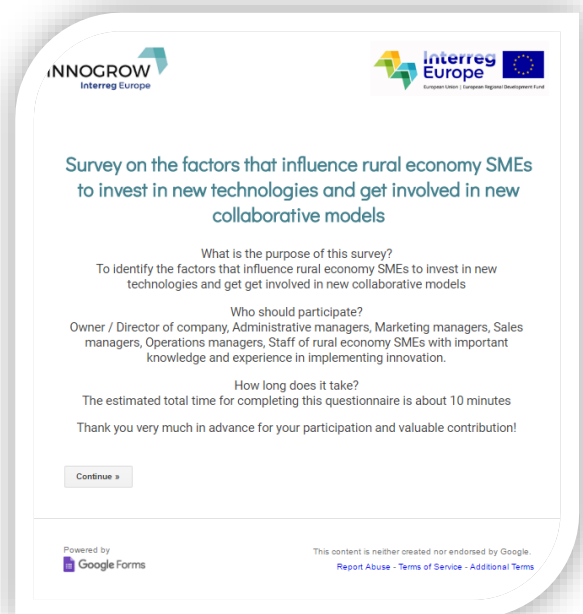 INNOGROW
Interreg Europe
Interreg
Europe
European Union | European Regional Development Fund
Survey on the factors that influence rural economy SMEs
to invest in new technologies and get involved in new
collaborative models
What is the purpose of this survey?
To identify the factors that influence rural economy SMEs to invest in new
technologies and get get involved in new collaborative models
Who should participate?
Owner / Director of company, Administrative managers, Marketing managers, Sales
managers, Operations managers, Staff of rural economy SMEs with important
knowledge and experience in implementing innovation.
How long does it take?
The estimated total time for completing this questionnaire is about 10 minutes
Thank you very much in advance for your participation and valuable contribution!
Continue »
Powered by
Google Forms
This content is neither created nor endorsed by Google.
Report Abuse - Terms of Service - Additional Terms